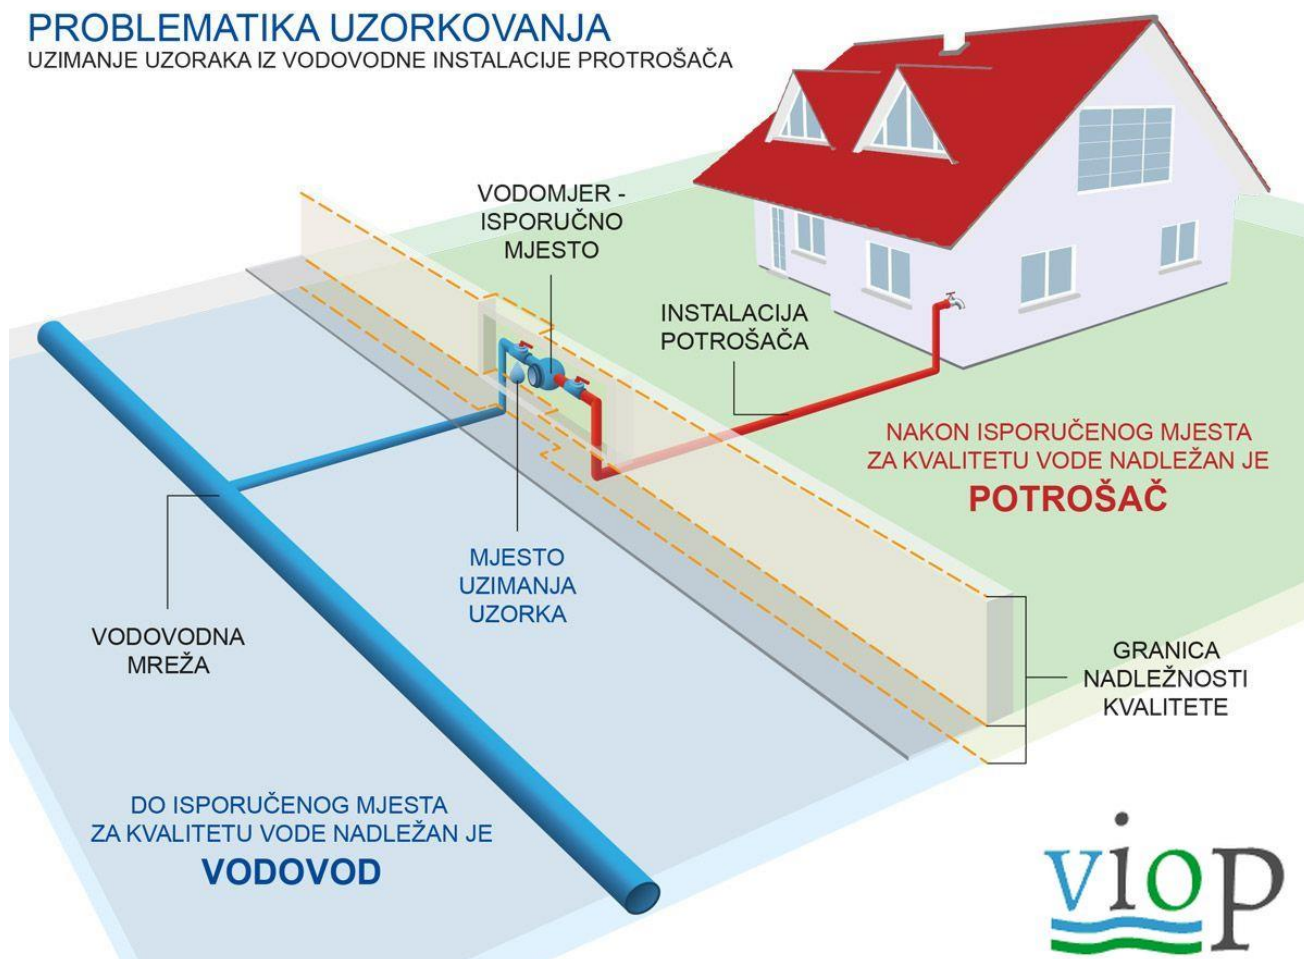 PROBLEMATIKA UZORKOVANJA
UZIMANJE UZORAKA IZ VODOVODNE INSTALACIJE PROTROŠAČA
VODOMJER -
ISPORUČNO
MJESTO
INSTALACIJA
POTROŠAČA
NAKON ISPORUČENOG MJESTA
ZA KVALITETU VODE NADLEŽAN JE
POTROŠAČ
MJESTO
UZIMANJA
UZORKA
VODOVODNA
MREŽA
GRANICA
NADLEŽNOSTI
KVALITETE
DO ISPORUČENOG MJESTA
ZA KVALITETU VODE NADLEŽAN JE
VODOVOD
viop